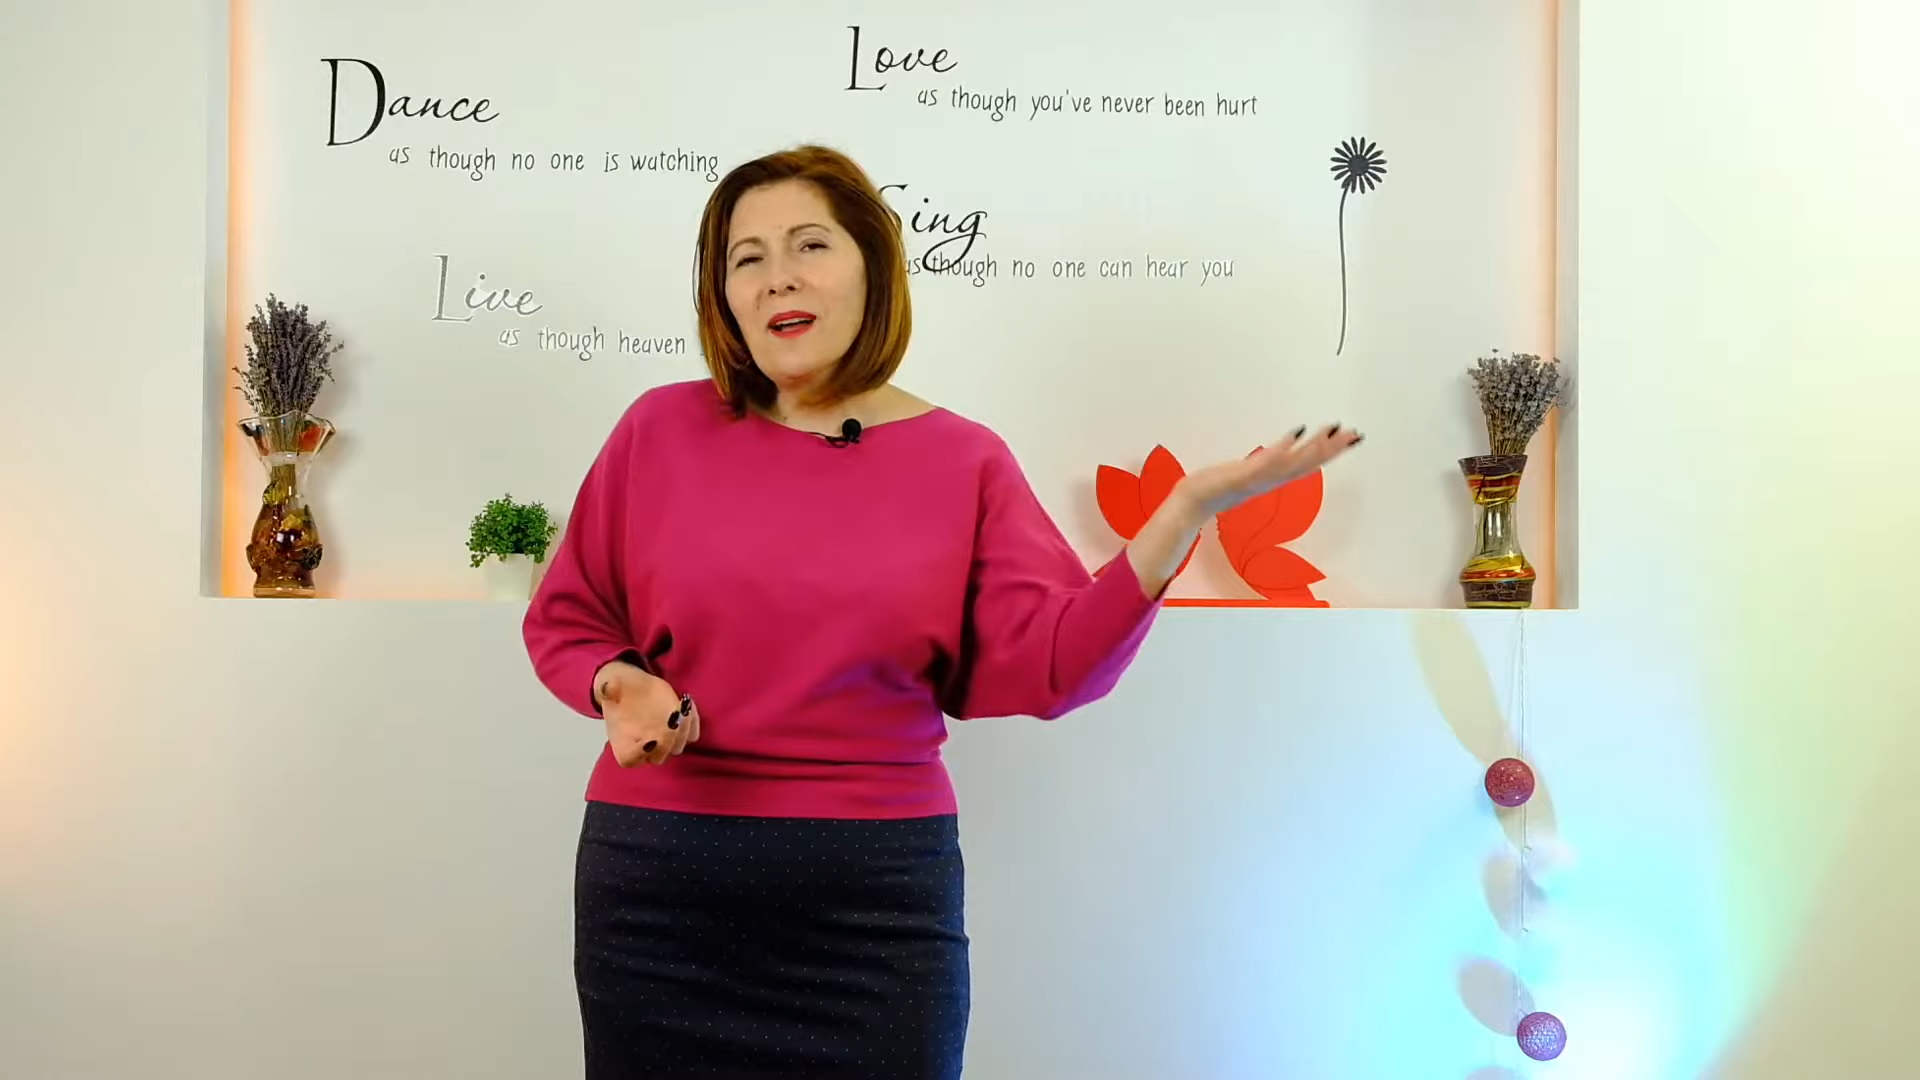 Dance
as though no one is watching
Love
as though you've never been hurt
Sing
as though no one can hear you
Live
as though heaven